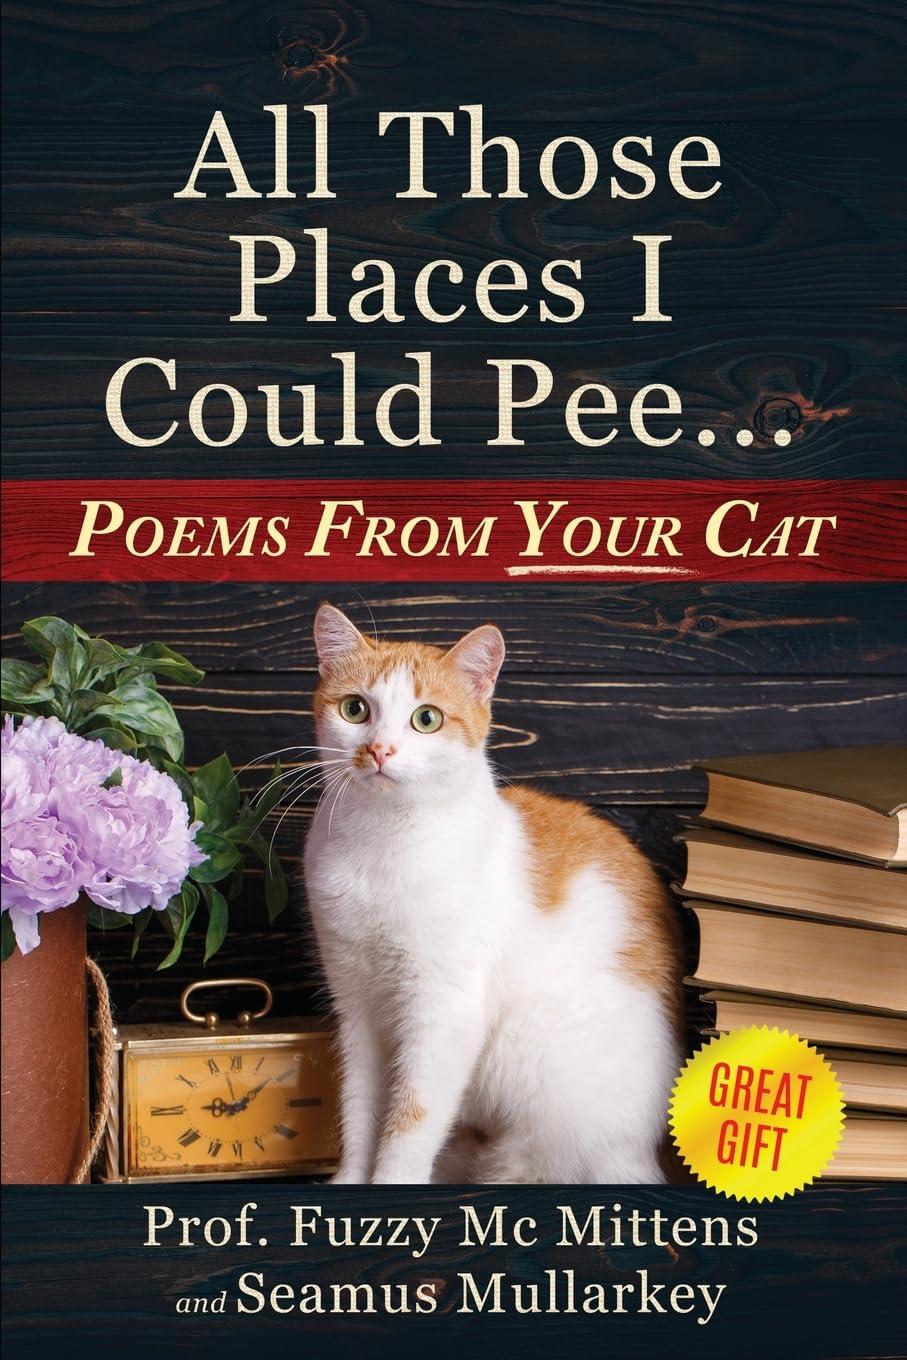 All Those
Places I
Could Pee...
POEMS FROM YOUR CAT
GREAT
GIFT
Prof. Fuzzy Mc Mittens
and Seamus Mullarkey